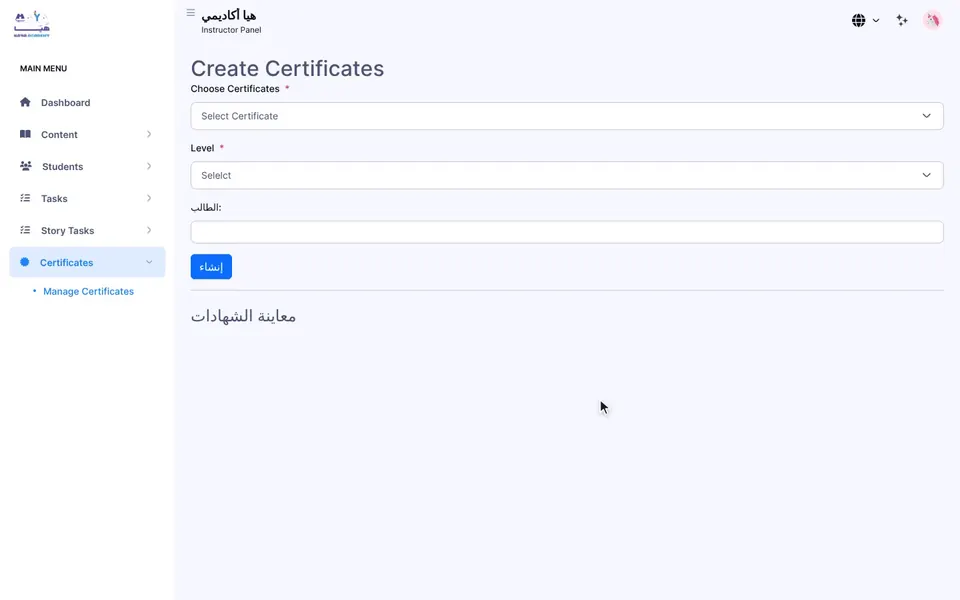 هيا أكاديمي
Instructor Panel
MAIN MENU
Dashboard
Content
Students
Tasks
Story Tasks
Certificates
Manage Certificates
Create Certificates
Choose Certificates *
Select Certificate
Level *
Selelct
الطالب:
إنشاء
معاينة الشهادات